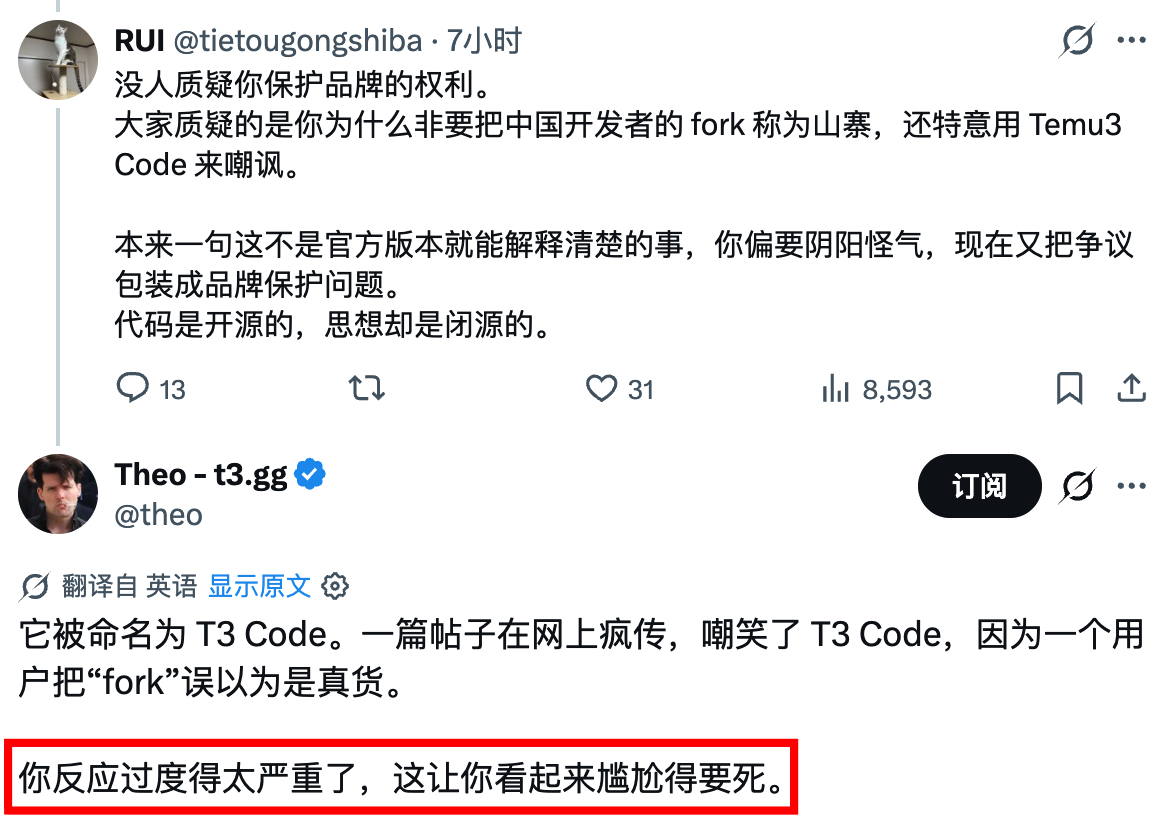 RUI @tietougongshiba · 7小时
没人质疑你保护品牌的权利。
大家质疑的是你为什么非要把中国开发者的 fork 称为山寨，还特意用 Temu3
Code 来嘲讽。
本来一句这不是官方版本就能解释清楚的事，你偏要阴阳怪气，现在又把争议
包装成品牌保护问题。
代码是开源的，思想却是闭源的。
13 31 8,593
Theo - t3.gg
订阅
@theo
翻译自 英语 显示原文
它被命名为 T3 Code。一篇帖子在网上疯传，嘲笑了 T3 Code，因为一个用
户把“fork”误以为是真货。
你反应过度得太严重了，这让你看起来尴尬得要死。